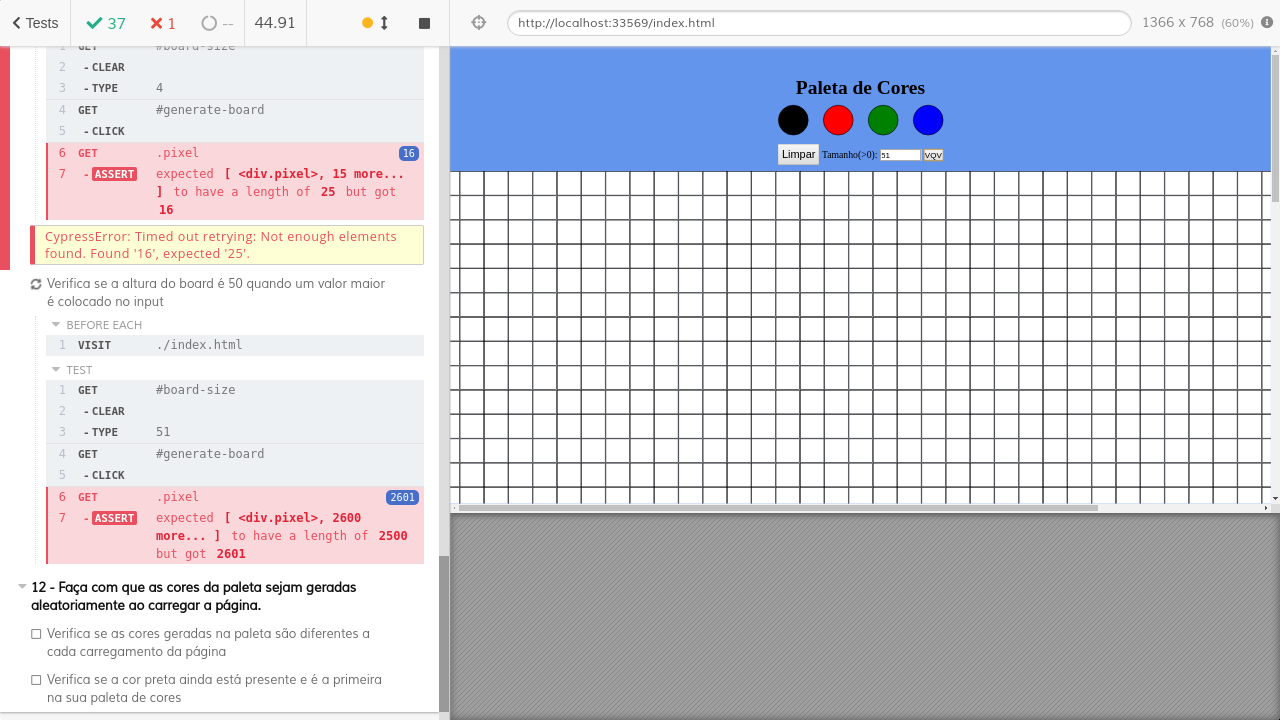 Tests
37
1
--
44.91
http://localhost:33569/index.html
1366 x 768 (60%)
1 GET #board-size
2 - CLEAR
3 - TYPE 4
4 GET #generate-board
5 - CLICK
6 GET .pixel 16
7 - ASSERT expected [ <div.pixel>, 15 more...
] to have a length of 25 but got
16
CypressError: Timed out retrying: Not enough elements
found. Found '16', expected '25'.
Verifica se a altura do board é 50 quando um valor maior
é colocado no input
BEFORE EACH
1 VISIT ./index.html
TEST
1 GET #board-size
2 - CLEAR
3 - TYPE 51
4 GET #generate-board
5 - CLICK
6 GET .pixel 2601
7 - ASSERT expected [ <div.pixel>, 2600
more... ] to have a length of 2500
but got 2601
12 - Faça com que as cores da paleta sejam geradas
aleatoriamente ao carregar a página.
Verifica se as cores geradas na paleta são diferentes a
cada carregamento da página
Verifica se a cor preta ainda está presente e é a primeira
na sua paleta de cores
Paleta de Cores
Limpar Tamanho(>0): 51 VQV